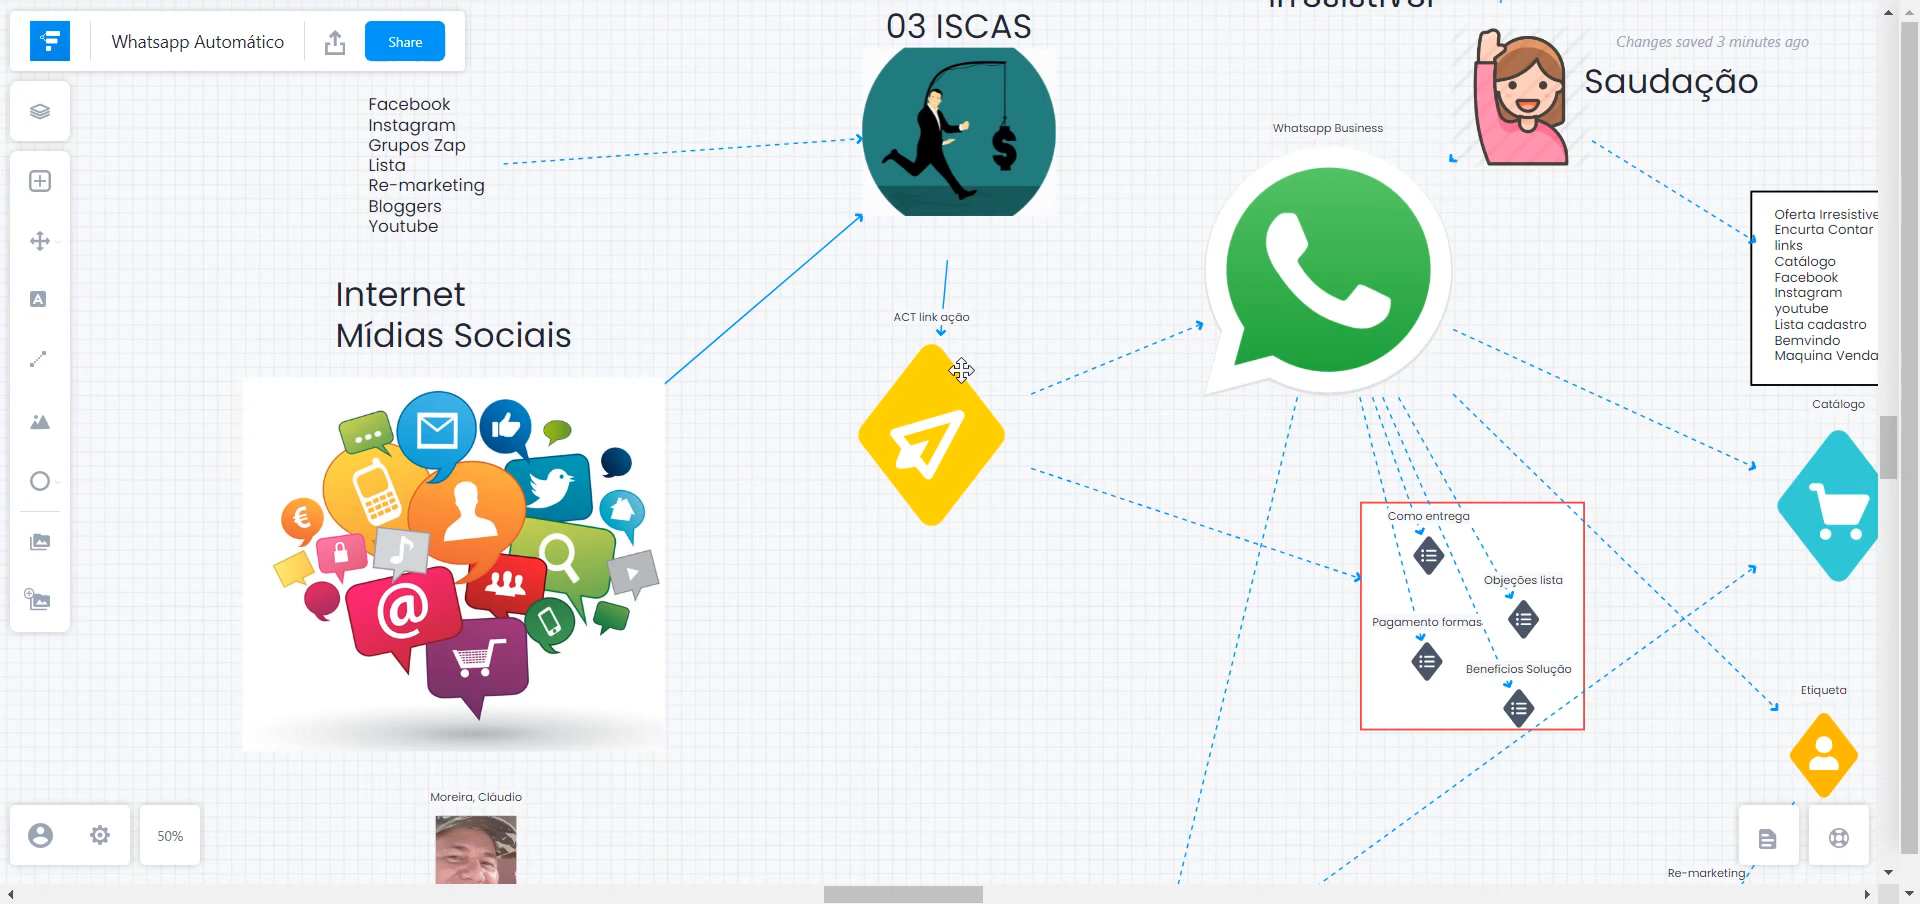 Whatsapp Automático
Share
03 ISCAS
Changes saved 3 minutes ago
Saudação
Facebook
Instagram
Grupos Zap
Lista
Re-marketing
Bloggers
Youtube
Whatsapp Business
Internet
Mídias Sociais
ACT link ação
Oferta Irresistive
Encurta Contar
links
Catálogo
Facebook
Instagram
youtube
Lista cadastro
Bemvindo
Maquina Venda
Catálogo
Como entrega
Objeções lista
Pagamento formas
Benefícios Solução
Etiqueta
Moreira, Cláudio
50%
Re-marketing